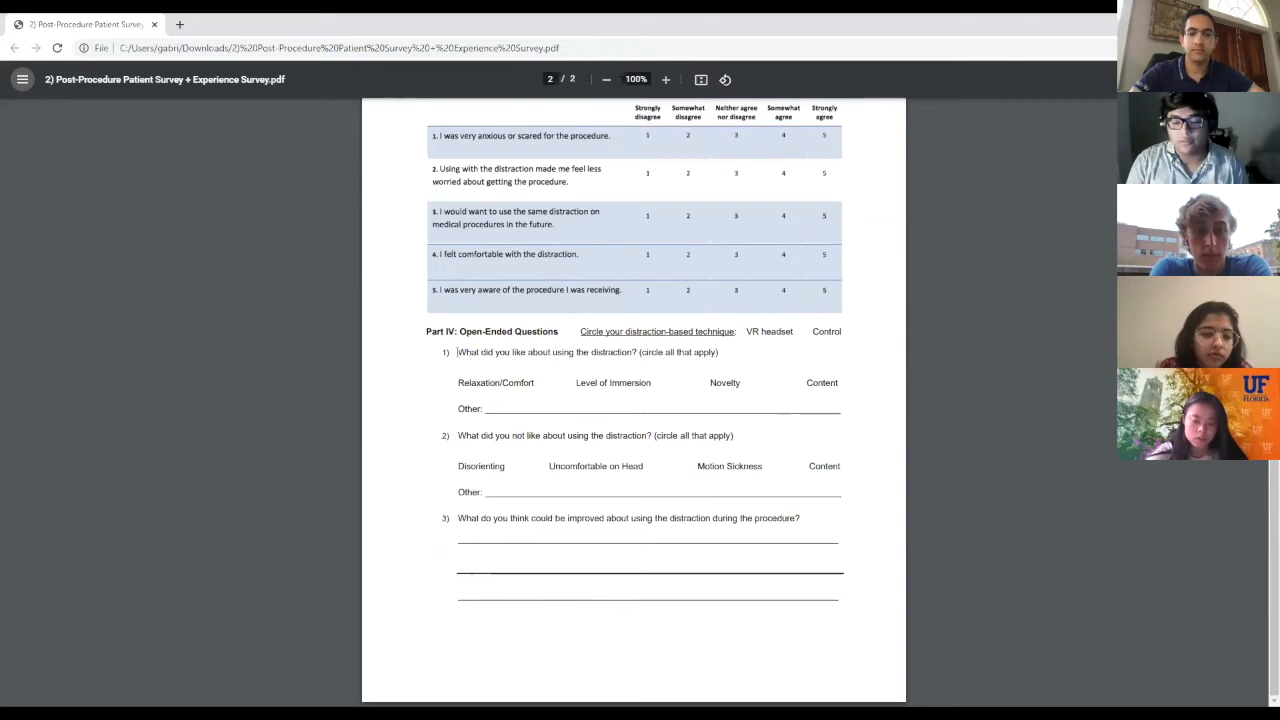 2) Post-Procedure Patient Survey
File | C:/Users/gabri/Downloads/2)%20Post-Procedure%20Patient%20Survey%20+%20Experience%20Survey.pdf
2) Post-Procedure Patient Survey + Experience Survey.pdf
2 / 2
100%
Strongly disagree
Somewhat disagree
Neither agree nor disagree
Somewhat agree
Strongly agree
1. I was very anxious or scared for the procedure. 1 2 3 4 5
2. Using with the distraction made me feel less 1 2 3 4 5
worried about getting the procedure.
3. I would want to use the same distraction on 1 2 3 4 5
medical procedures in the future.
4. I felt comfortable with the distraction. 1 2 3 4 5
5. I was very aware of the procedure I was receiving. 1 2 3 4 5
Part IV: Open-Ended Questions Circle your distraction-based technique: VR headset Control
1) What did you like about using the distraction? (circle all that apply)
Relaxation/Comfort Level of Immersion Novelty Content
Other:
2) What did you not like about using the distraction? (circle all that apply)
Disorienting Uncomfortable on Head Motion Sickness Content
Other:
3) What do you think could be improved about using the distraction during the procedure?
UF
FLORIDA